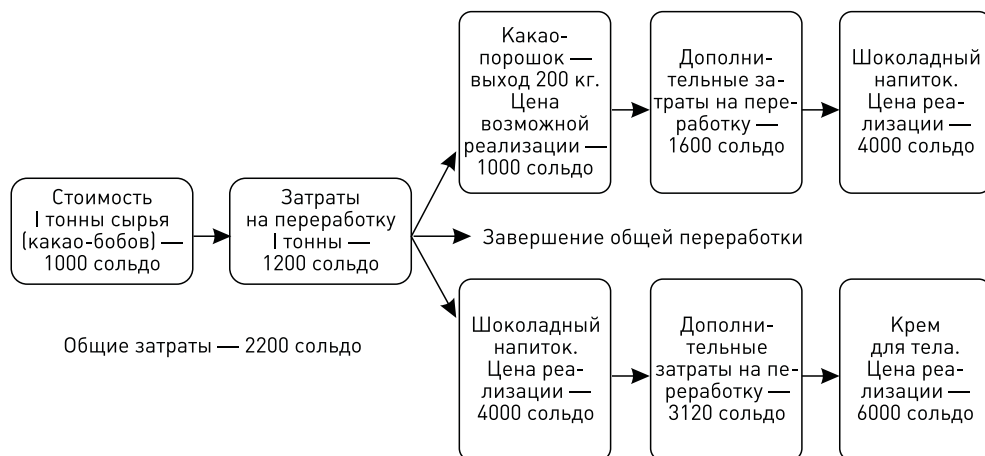 Какао-
порошок —
выход 200 кг.
Цена
возможной
реализации —
1000 сольдо
Дополни-
тельные за-
траты на пере-
работку —
1600 сольдо
Шоколадный
напиток.
Цена реа-
лизации —
4000 сольдо
Стоимость
1 тонны сырья
(какао-бобов) —
1000 сольдо
Затраты
на переработку
1 тонны —
1200 сольдо
Завершение общей переработки
Общие затраты — 2200 сольдо
Шоколадный
напиток.
Цена реа-
лизации —
4000 сольдо
Дополни-
тельные
затраты на пе-
реработку —
3120 сольдо
Крем
для тела.
Цена реа-
лизации —
6000 сольдо